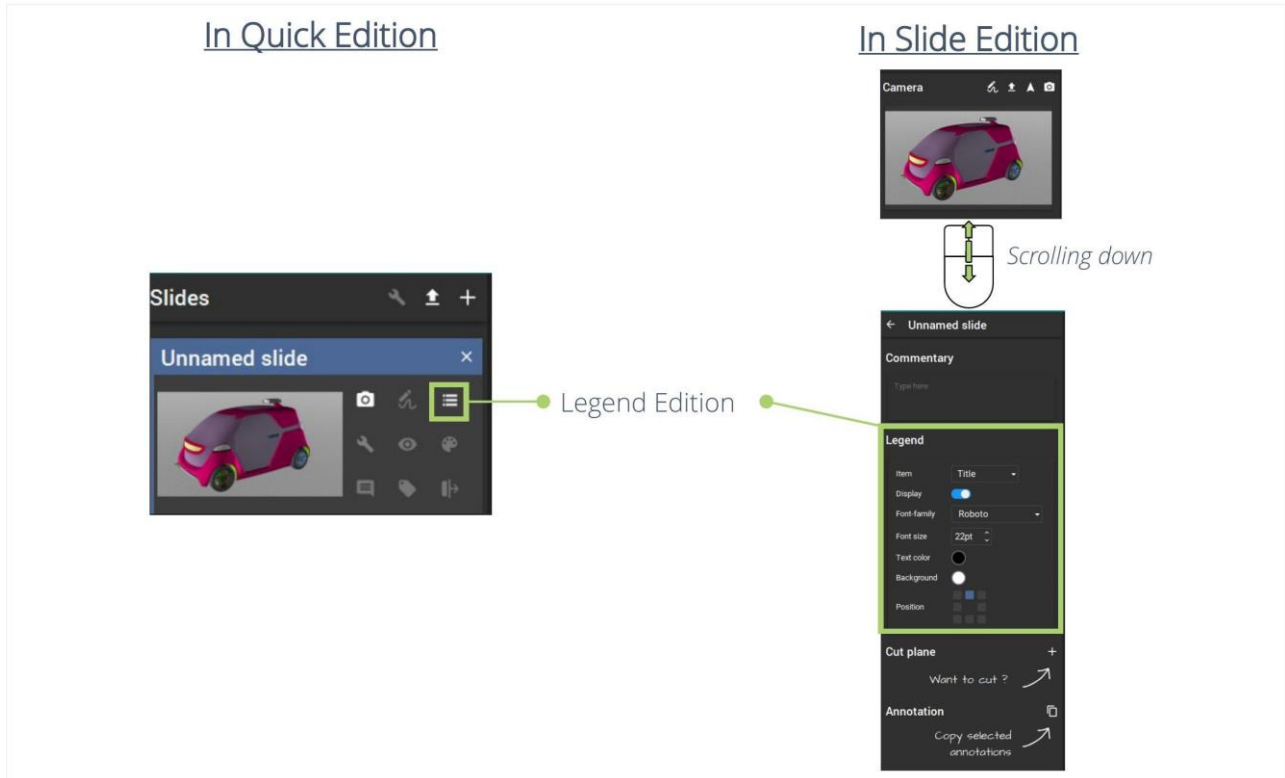 In Quick Edition
In Slide Edition
Camera
Scrolling down
Slides
Unnamed slide
Legend Edition
Unnamed slide
Commentary
Type here
Legend
Item Title
Display
Font-family Roboto
Font size 22pt
Text color
Background
Position
Cut plane
Want to cut ?
Annotation
Copy selected
annotations